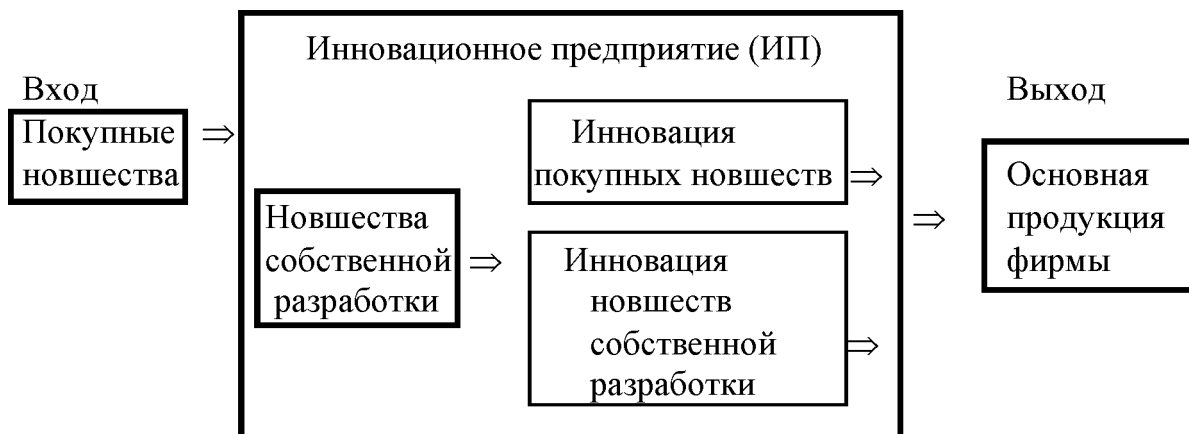 Инновационное предприятие (ИП)
Вход
Покупные
новшества
⇒
Новшества
собственной
разработки
⇒
Инновация
покупных новшеств
⇒
Инновация
новшеств
собственной
разработки
⇒
⇒
Выход
Основная
продукция
фирмы